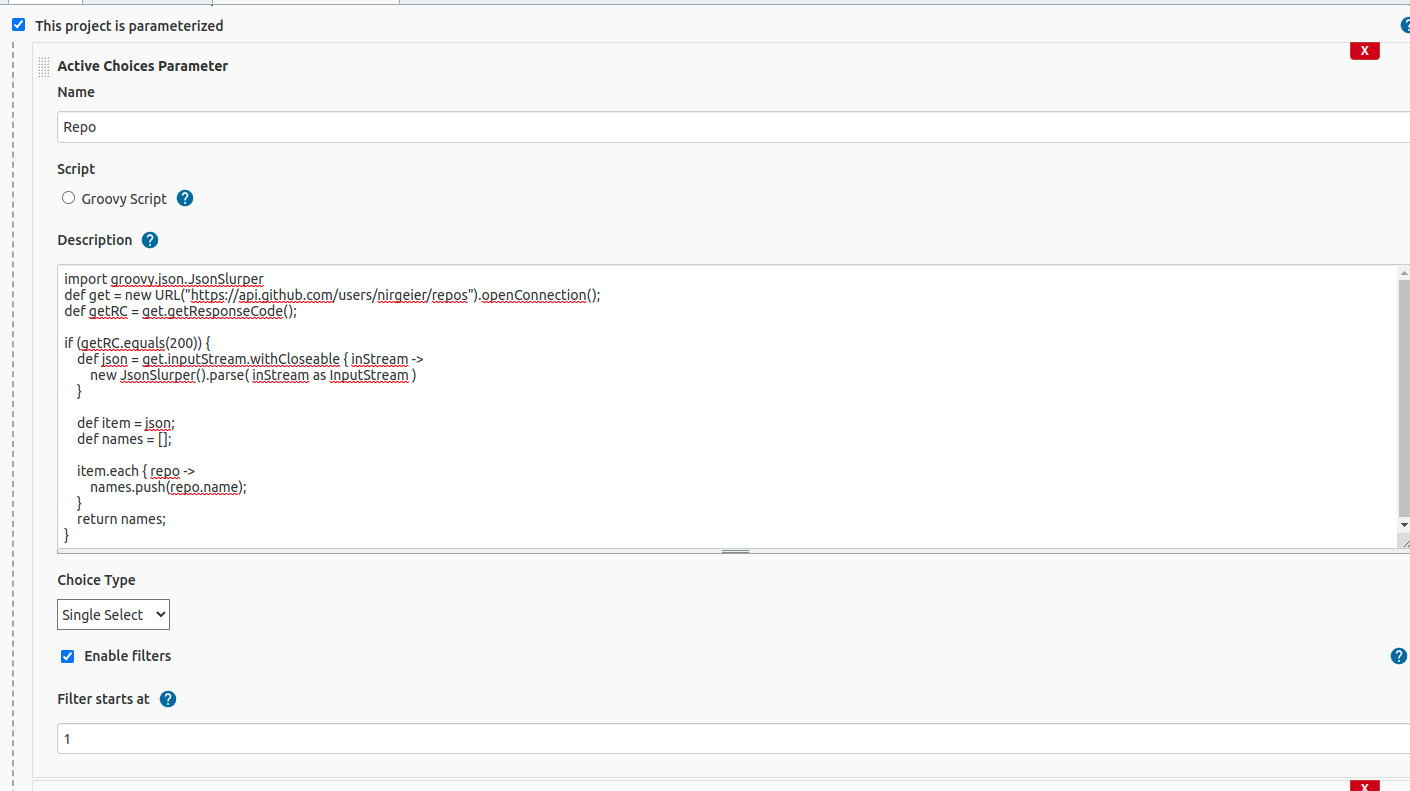 This project is parameterized
?
X
Active Choices Parameter
Name
Repo
Script
Groovy Script ?
Description ?
import groovy.json.JsonSlurper
def get = new URL("https://api.github.com/users/nirgeier/repos").openConnection();
def getRC = get.getResponseCode();
if (getRC.equals(200)) {
    def json = get.inputStream.withCloseable { inStream ->
        new JsonSlurper().parse( inStream as InputStream )
    }
    def item = json;
    def names = [];
    item.each { repo ->
        names.push(repo.name);
    }
    return names;
}
Choice Type
Single Select
Enable filters
?
Filter starts at ?
1
X